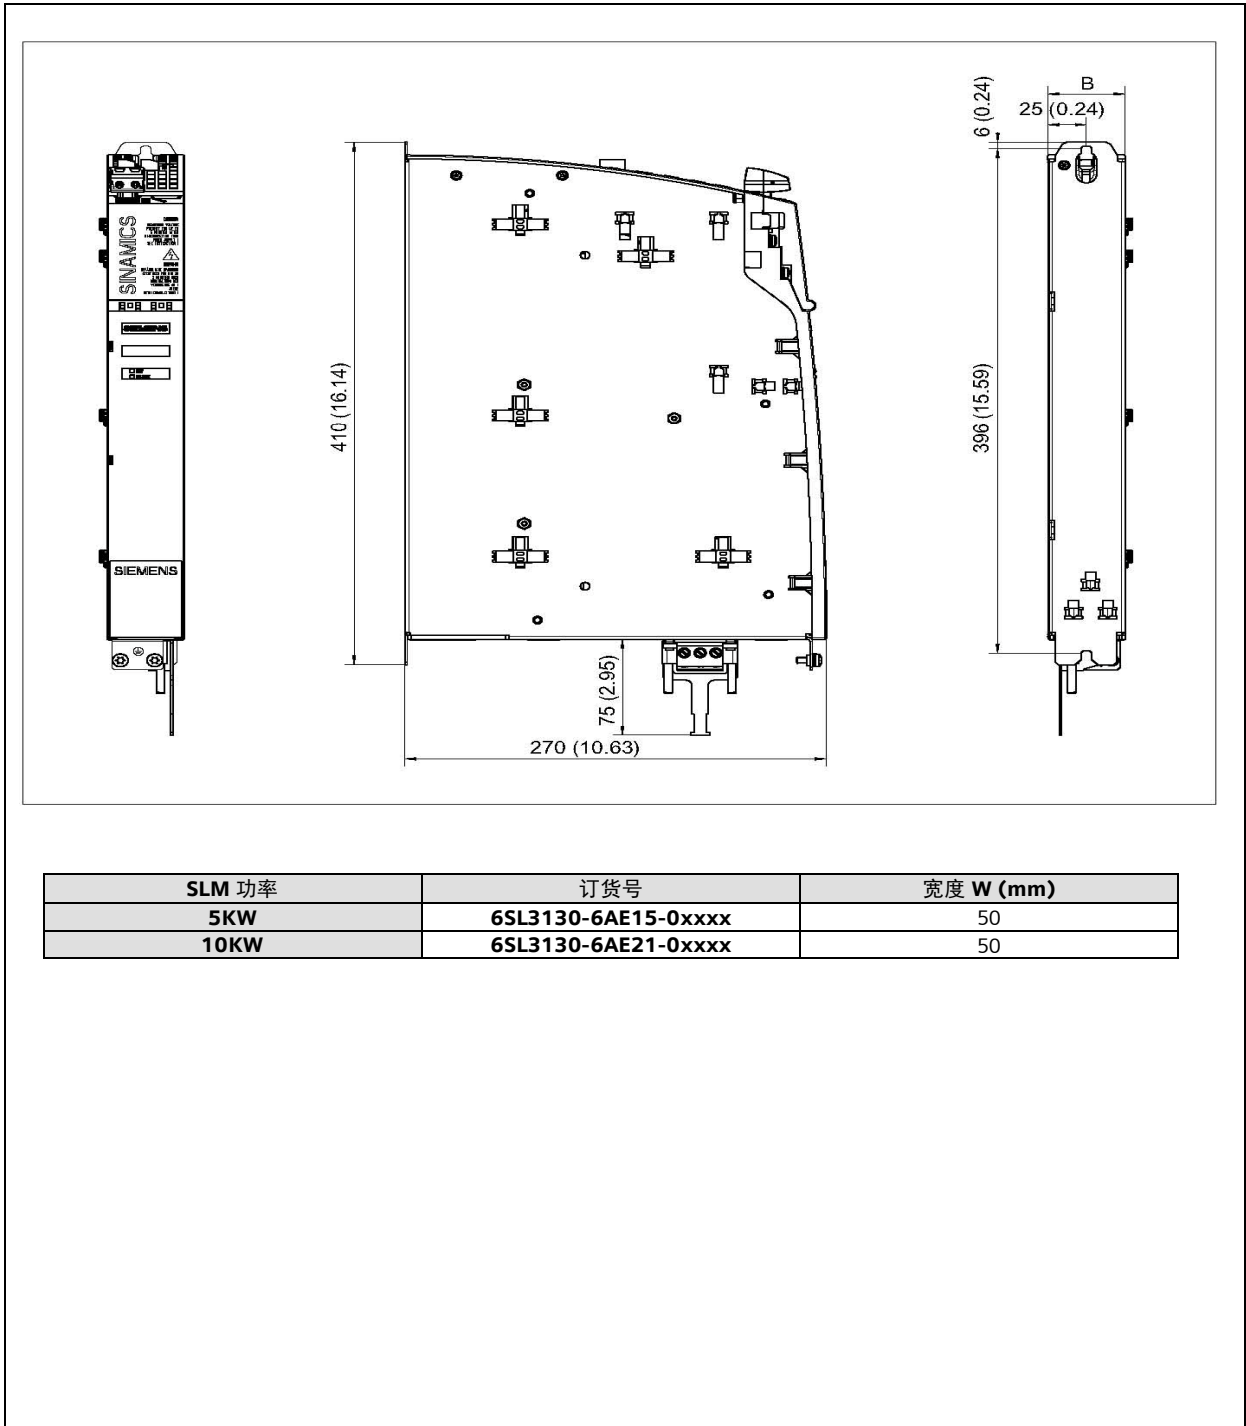 B
25 (0.24)
6 (0.24)
SINAMICS
410 (16.14)
396 (15.59)
SIEMENS
SIEMENS
75 (2.95)
270 (10.63)
SLM 功率 订货号 宽度 W (mm)
5KW 6SL3130-6AE15-0xxxx 50
10KW 6SL3130-6AE21-0xxxx 50